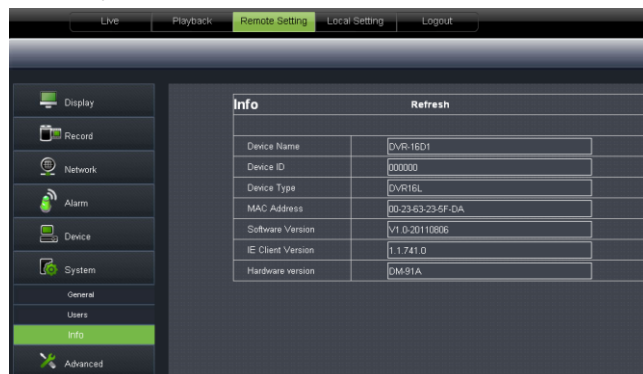 Live Playback Remote Setting Local Setting Logout
Display
Record
Network
Alarm
Device
System
General
Users
Info
Advanced
Info Refresh
Device Name DVR-16D1
Device ID 000000
Device Type DVR16L
MAC Address 00-23-63-23-5F-DA
Software Version V1.0-20110806
IE Client Version 1.1.741.0
Hardware version DM-91A